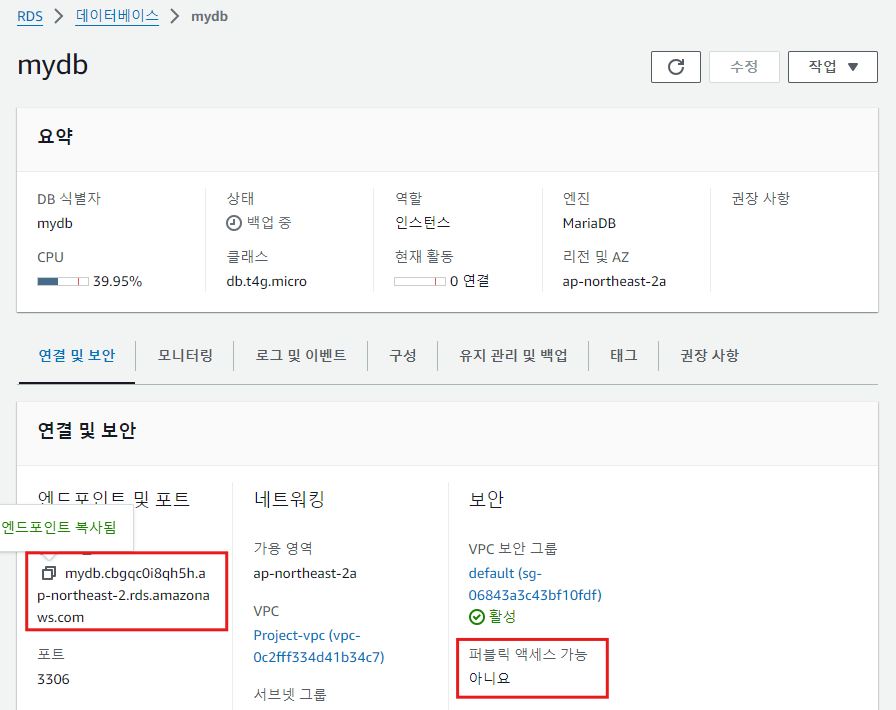 RDS > 데이터베이스 > mydb
mydb
수정
작업 ▼
요약
DB 식별자
mydb
CPU
39.95%
상태
백업 중
클래스
db.t4g.micro
역할
인스턴스
현재 활동
0 연결
엔진
MariaDB
리전 및 AZ
ap-northeast-2a
권장 사항
연결 및 보안
모니터링
로그 및 이벤트
구성
유지 관리 및 백업
태그
권장 사항
연결 및 보안
엔드포인트 및 포트
엔드포인트 복사됨
mydb.cbgqc0i8qh5h.a
p-northeast-2.rds.amazona
ws.com
포트
3306
네트워킹
가용 영역
ap-northeast-2a
VPC
Project-vpc (vpc-
0c2fff334d41b34c7)
서브넷 그룹
보안
VPC 보안 그룹
default (sg-
06843a3c43bf10fdf)
활성
퍼블릭 액세스 가능
아니요